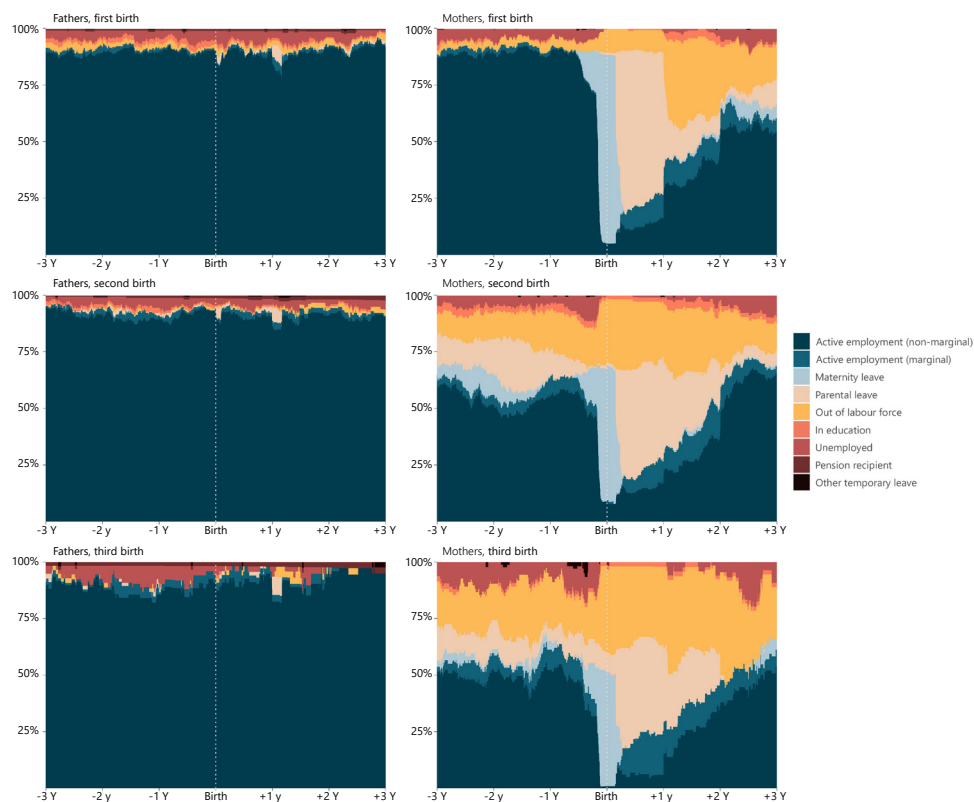 Fathers, first birth
100%
75%
50%
25%
-3 Y -2 y -1 Y Birth +1 y +2 Y +3 Y
Mothers, first birth
100%
75%
50%
25%
-3 Y -2 y -1 Y Birth +1 y +2 Y +3 Y
Fathers, second birth
100%
75%
50%
25%
-3 Y -2 y -1 Y Birth +1 y +2 Y +3 Y
Mothers, second birth
100%
75%
50%
25%
-3 Y -2 y -1 Y Birth +1 y +2 Y +3 Y
Active employment (non-marginal)
Active employment (marginal)
Maternity leave
Parental leave
Out of labour force
In education
Unemployed
Pension recipient
Other temporary leave
Fathers, third birth
100%
75%
50%
25%
-3 Y -2 y -1 Y Birth +1 y +2 Y +3 Y
Mothers, third birth
100%
75%
50%
25%
-3 Y -2 y -1 Y Birth +1 y +2 Y +3 Y